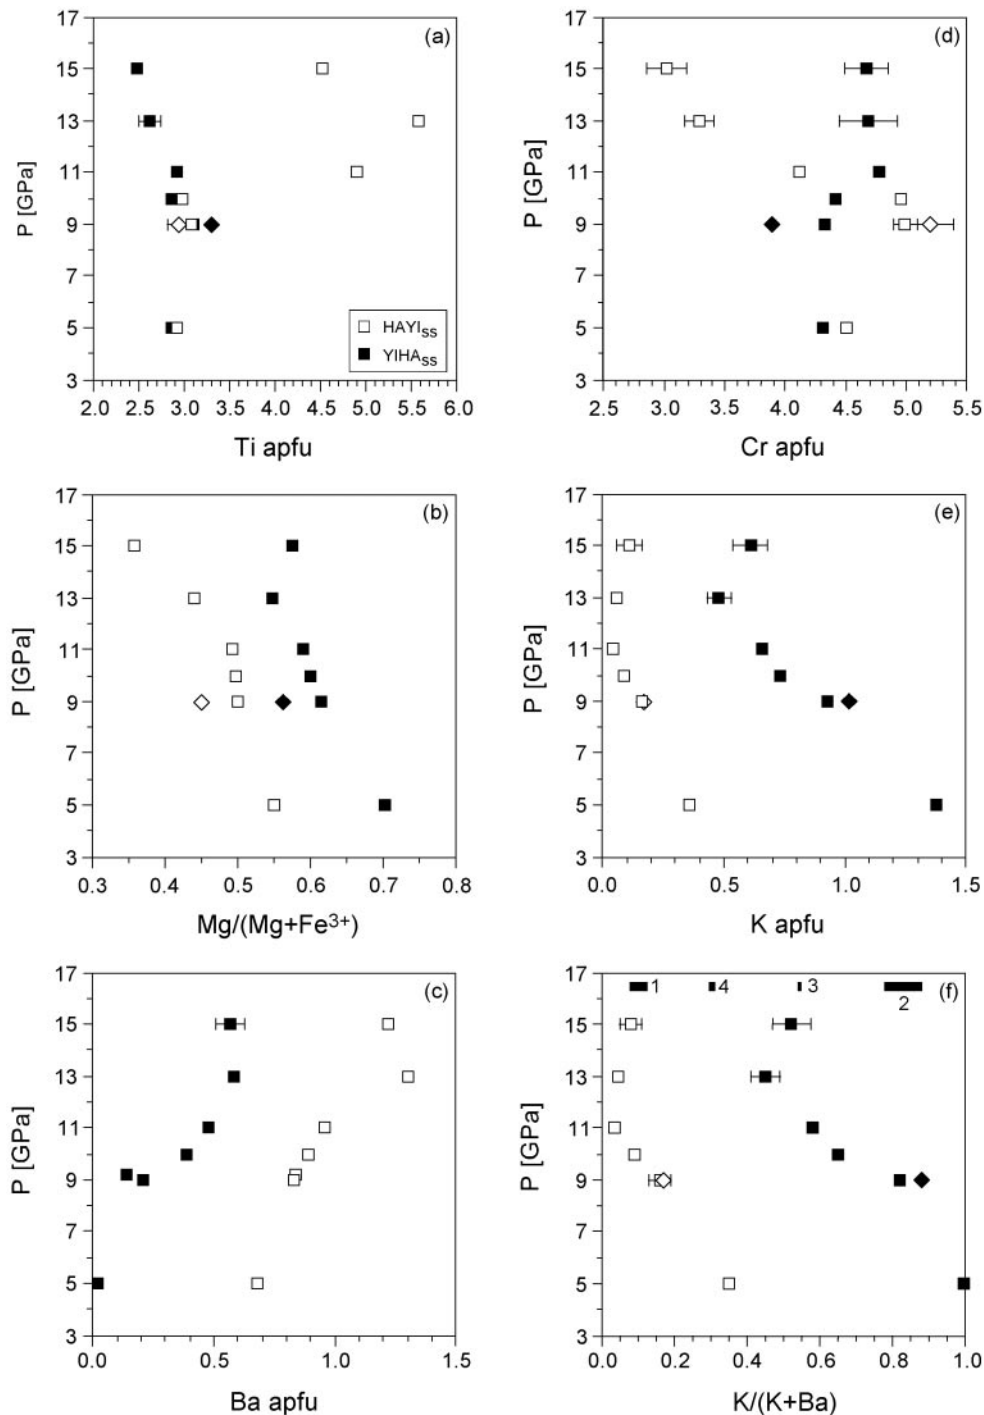 (a)
17
15
13
11
9
7
5
3
P [GPa]
HAYIss
YIHAss
2.0 2.5 3.0 3.5 4.0 4.5 5.0 5.5 6.0
Ti apfu
(d)
17
15
13
11
9
7
5
3
P [GPa]
2.5 3.0 3.5 4.0 4.5 5.0 5.5
Cr apfu
(b)
17
15
13
11
9
7
5
3
P [GPa]
0.3 0.4 0.5 0.6 0.7 0.8
Mg/(Mg+Fe3+)
(e)
17
15
13
11
9
7
5
3
P [GPa]
0.0 0.5 1.0 1.5
K apfu
(c)
17
15
13
11
9
7
5
3
P [GPa]
0.0 0.5 1.0 1.5
Ba apfu
1 4 3 (f)
2
17
15
13
11
9
7
5
3
P [GPa]
0.0 0.2 0.4 0.6 0.8 1.0
K/(K+Ba)